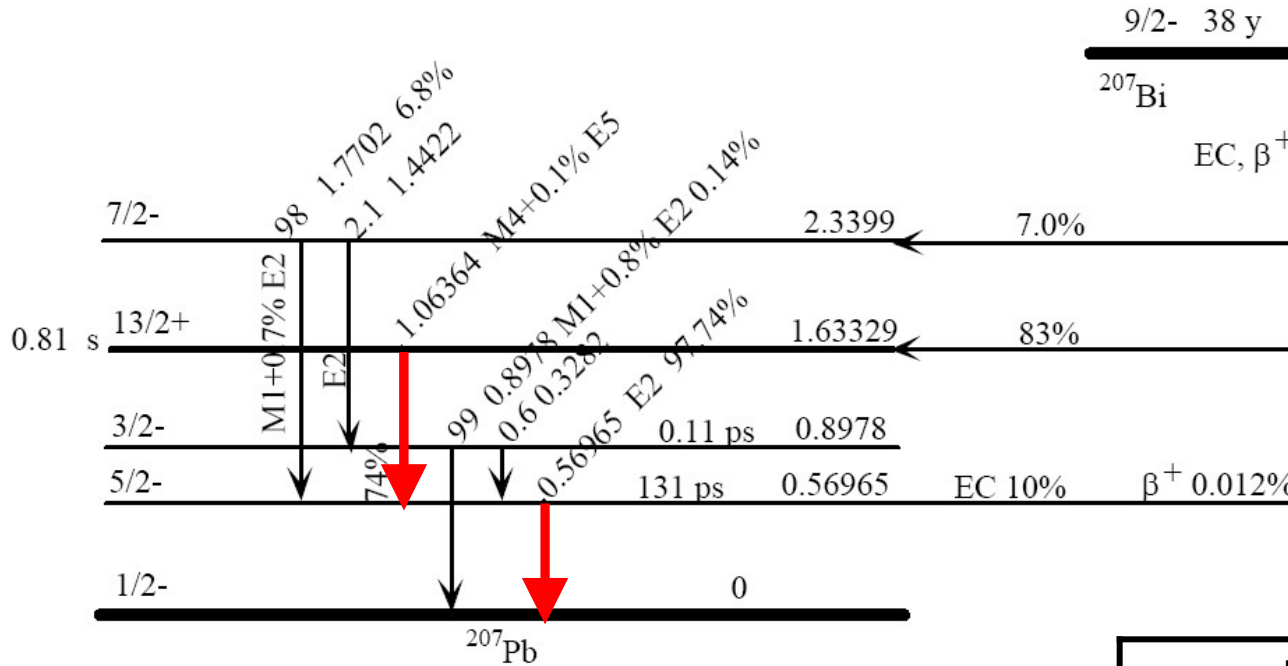 9/2- 38 y
²⁰⁷Bi
EC, β⁺
98 1.7702 6.8%
2.1 1.4422
1.06364 M4+0.1% E5
7/2-
2.3399
7.0%
M1+0.7% E2
E2
99 0.8978 M1+0.8% E2 0.14%
0.6 0.3282
0.56965 E2 97.74%
0.81 s
13/2+
1.63329
83%
74%
3/2-
0.11 ps
0.8978
5/2-
131 ps
0.56965
EC 10%
β⁺ 0.012%
1/2-
0
²⁰⁷Pb